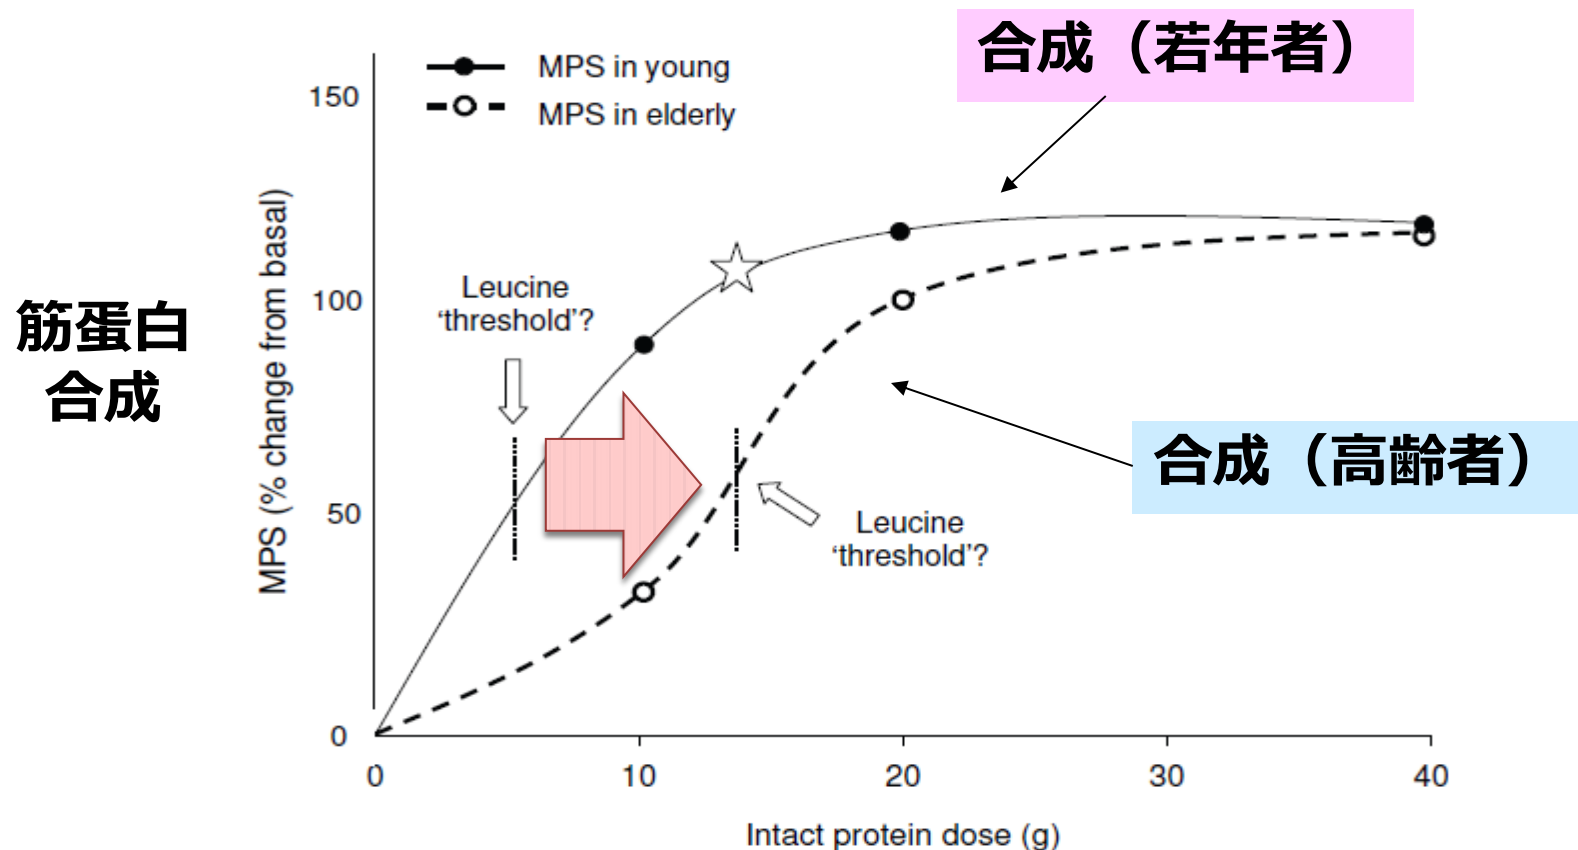 合成（若年者）
MPS in young
MPS in elderly
150
100
50
0
MPS (% change from basal)
筋蛋白
合成
Leucine
‘threshold’?
合成（高齢者）
Leucine
‘threshold’?
0 10 20 30 40
Intact protein dose (g)